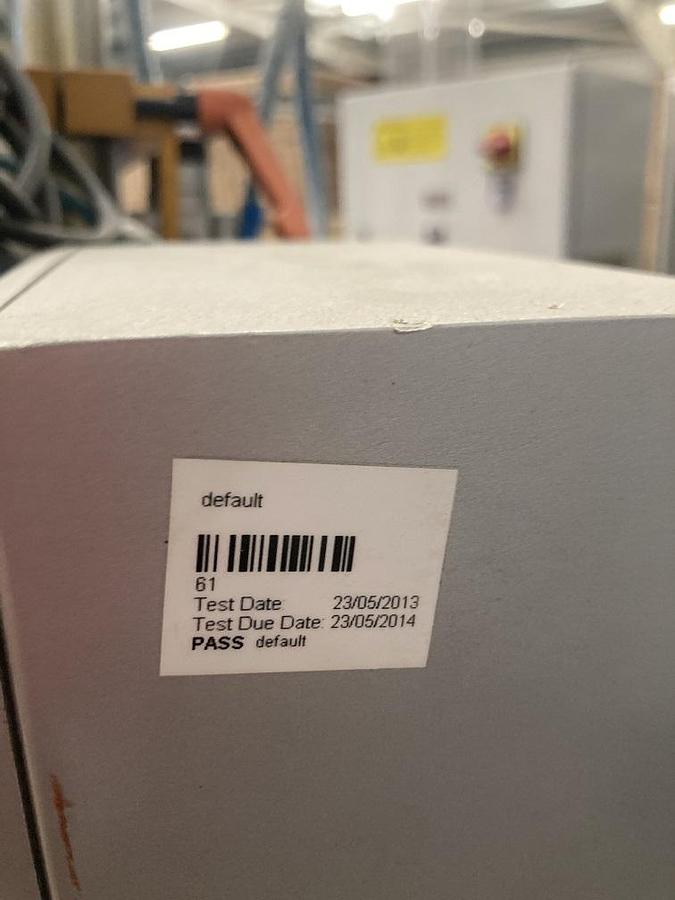 default
61
Test Date: 23/05/2013
Test Due Date: 23/05/2014
PASS default